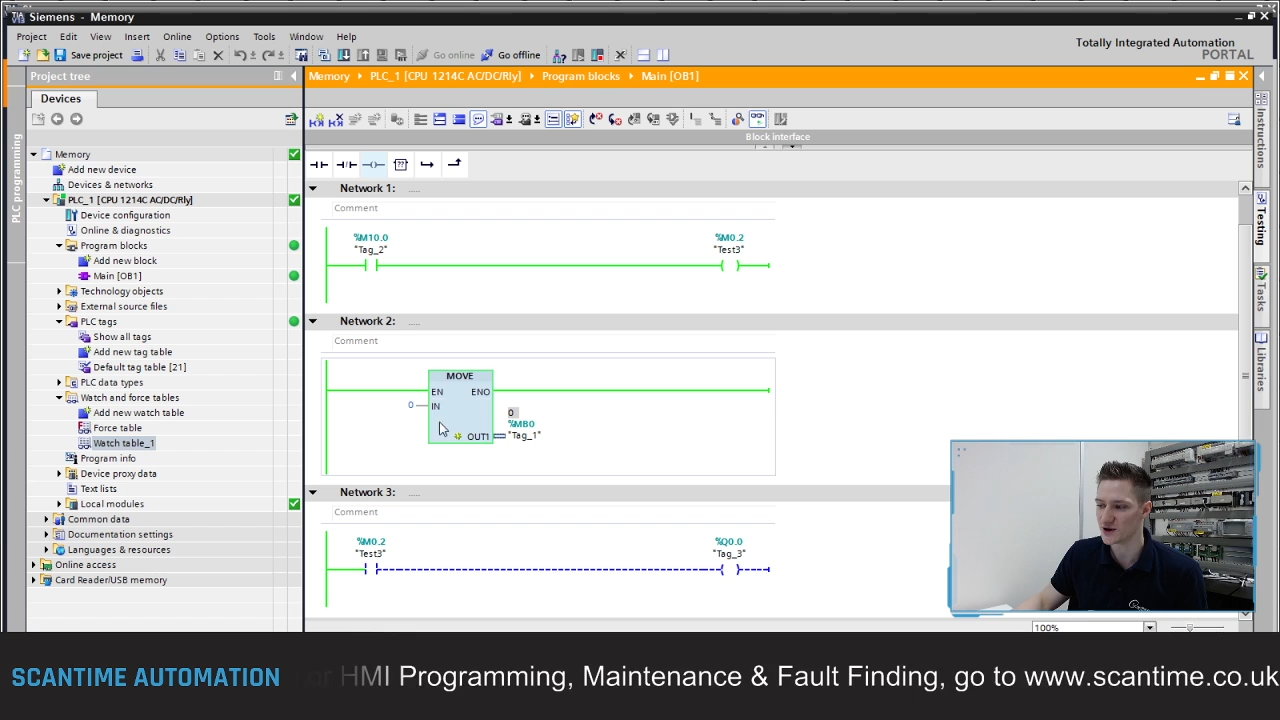 Siemens - Memory
Project Edit View Insert Online Options Tools Window Help
Totally Integrated Automation
PORTAL
Save project
Go online
Go offline
Project tree
Memory PLC_1 [CPU 1214C AC/DC/Rly] Program blocks Main [OB1]
Devices
PLC programming
Block interface
Memory
Add new device
Devices & networks
PLC_1 [CPU 1214C AC/DC/Rly]
Device configuration
Online & diagnostics
Program blocks
Add new block
Main [OB1]
Technology objects
External source files
PLC tags
Show all tags
Add new tag table
Default tag table [21]
PLC data types
Watch and force tables
Add new watch table
Force table
Watch table_1
Program info
Device proxy data
Text lists
Local modules
Common data
Documentation settings
Languages & resources
Online access
Card Reader/USB memory
Network 1: .....
Comment
%M10.0
"Tag_2"
%M0.2
"Test3"
Network 2: .....
Comment
MOVE
EN ENO
0 IN
OUT1
0
%MB0
"Tag_1"
Network 3: .....
Comment
%M0.2
"Test3"
%Q0.0
"Tag_3"
100%
Instructions
Testing
Tasks
Libraries
SCANTIME AUTOMATION
or HMI Programming, Maintenance & Fault Finding, go to www.scantime.co.uk